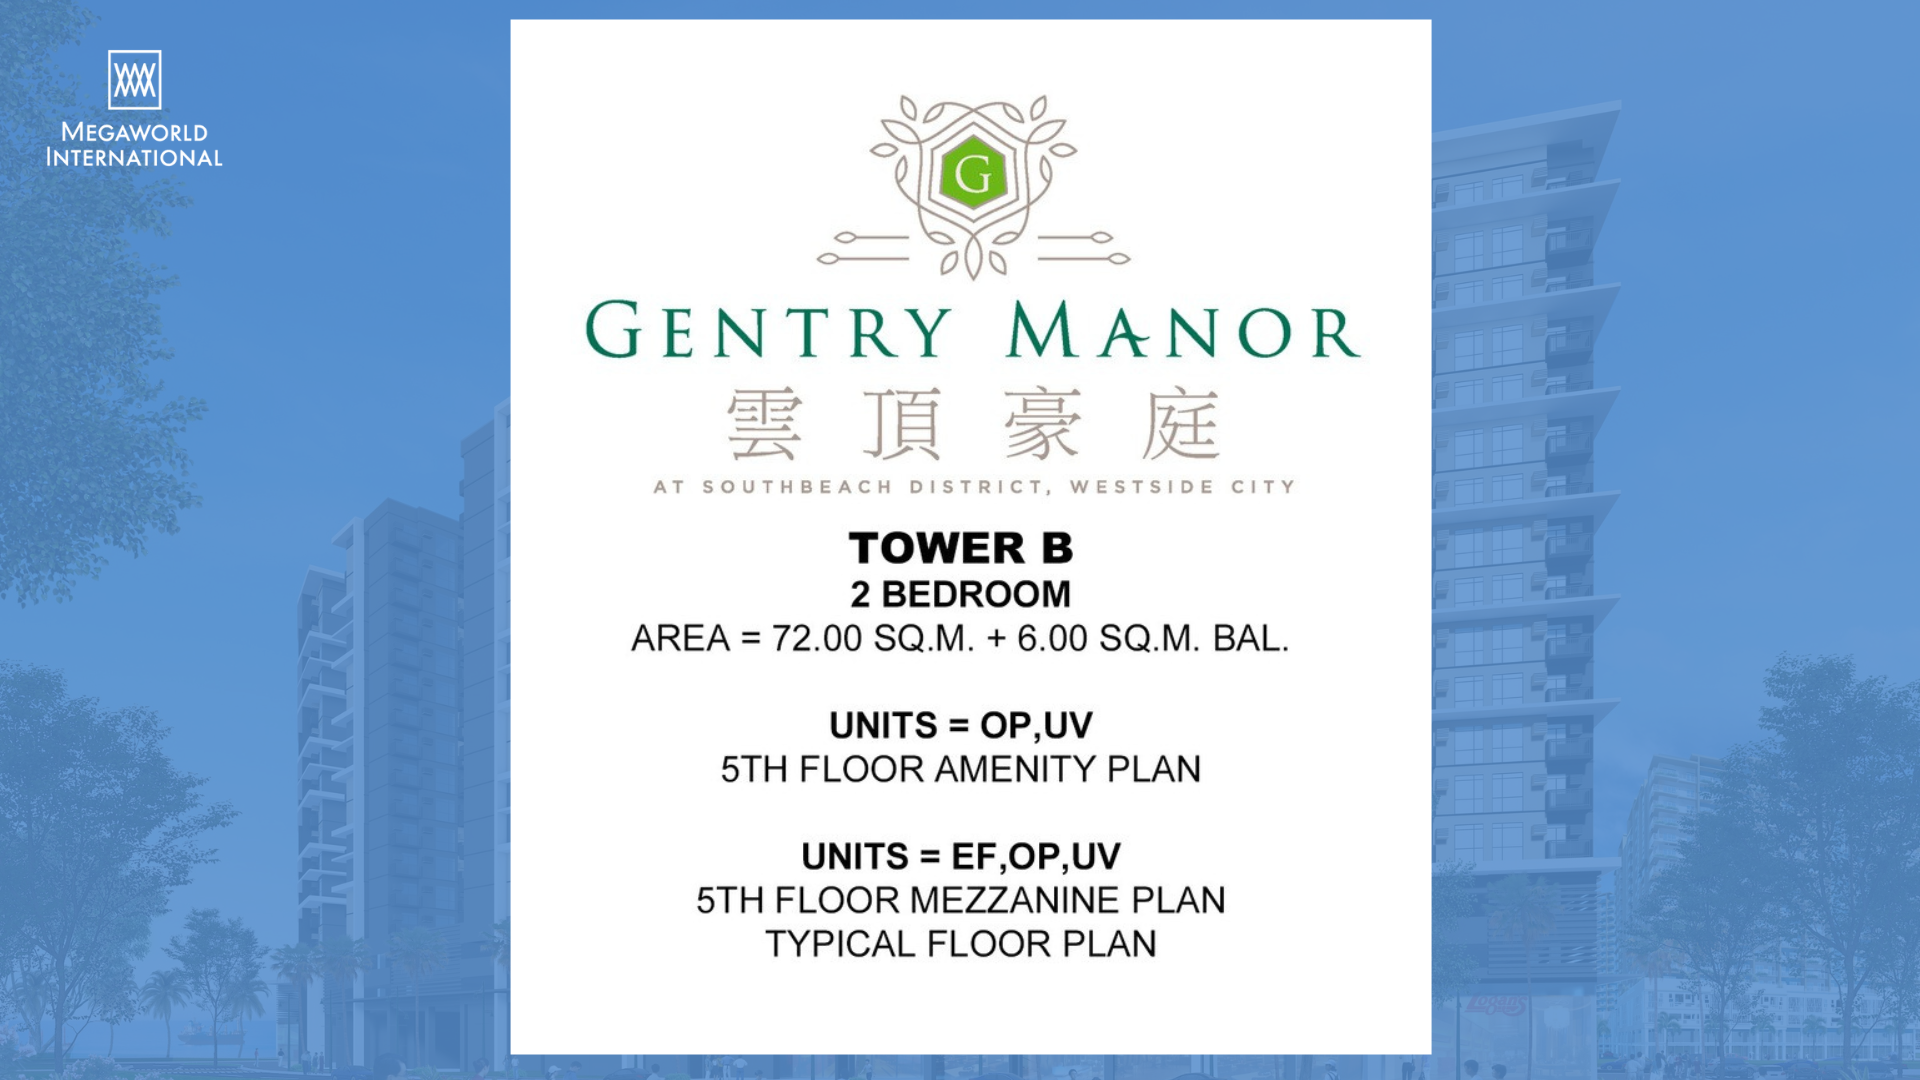 MEGAWORLD
INTERNATIONAL
G
GENTRY MANOR
雲頂豪庭
AT SOUTHBEACH DISTRICT, WESTSIDE CITY
TOWER B
2 BEDROOM
AREA = 72.00 SQ.M. + 6.00 SQ.M. BAL.
UNITS = OP,UV
5TH FLOOR AMENITY PLAN
UNITS = EF,OP,UV
5TH FLOOR MEZZANINE PLAN
TYPICAL FLOOR PLAN